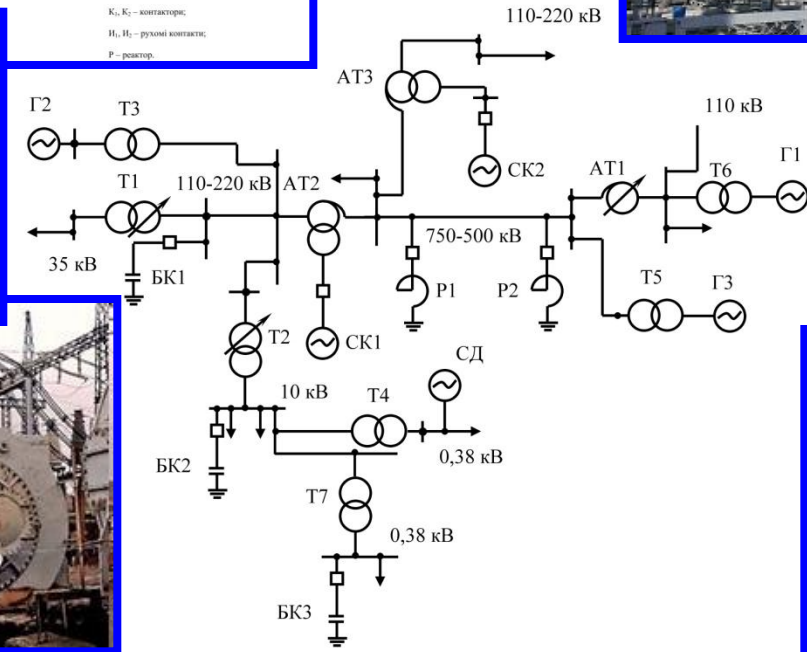 К₁, К₂ – контактори;
И₁, И₂ – рухомі контакти;
Р – реактор.
110-220 кВ
АТ3
Г2
Т3
110 кВ
Т1
110-220 кВ
АТ2
СК2
АТ1
Т6
Г1
35 кВ
750-500 кВ
БК1
Р1
Р2
Т5
Г3
Т2
СК1
СД
10 кВ
Т4
0,38 кВ
БК2
Т7
0,38 кВ
БК3